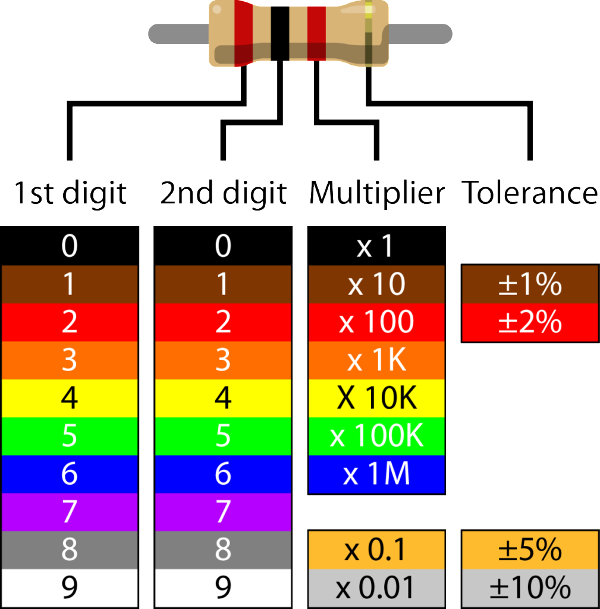 1st digit 2nd digit Multiplier Tolerance
0 0 x 1
1 1 x 10 ±1%
2 2 x 100 ±2%
3 3 x 1K
4 4 X 10K
5 5 x 100K
6 6 x 1M
7 7
8 8 x 0.1 ±5%
9 9 x 0.01 ±10%